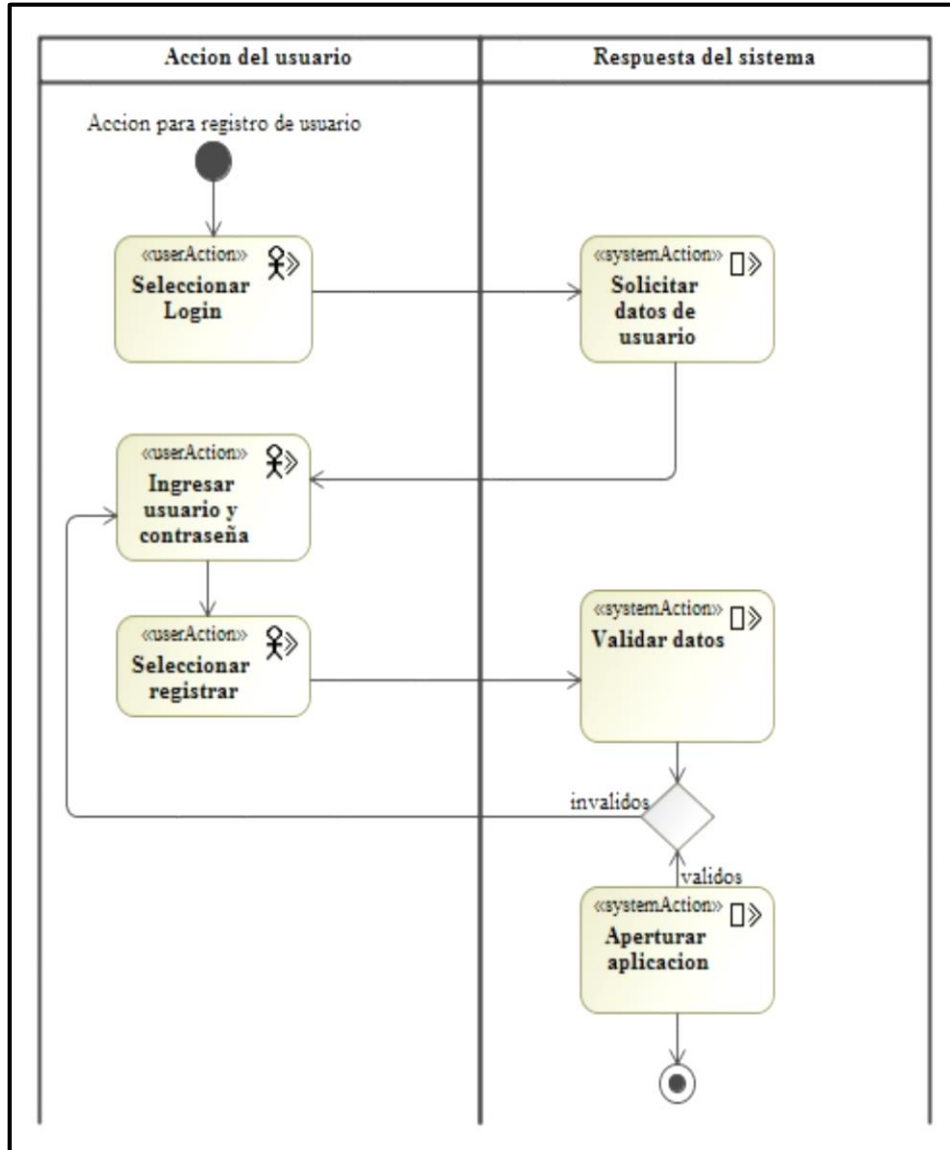 Accion del usuario
Respuesta del sistema
Accion para registro de usuario
«userAction»
Seleccionar
Login
«systemAction»
Solicitar
datos de
usuario
«userAction»
Ingresar
usuario y
contraseña
«userAction»
Seleccionar
registrar
«systemAction»
Validar datos
invalidos
validos
«systemAction»
Aperturar
aplicacion